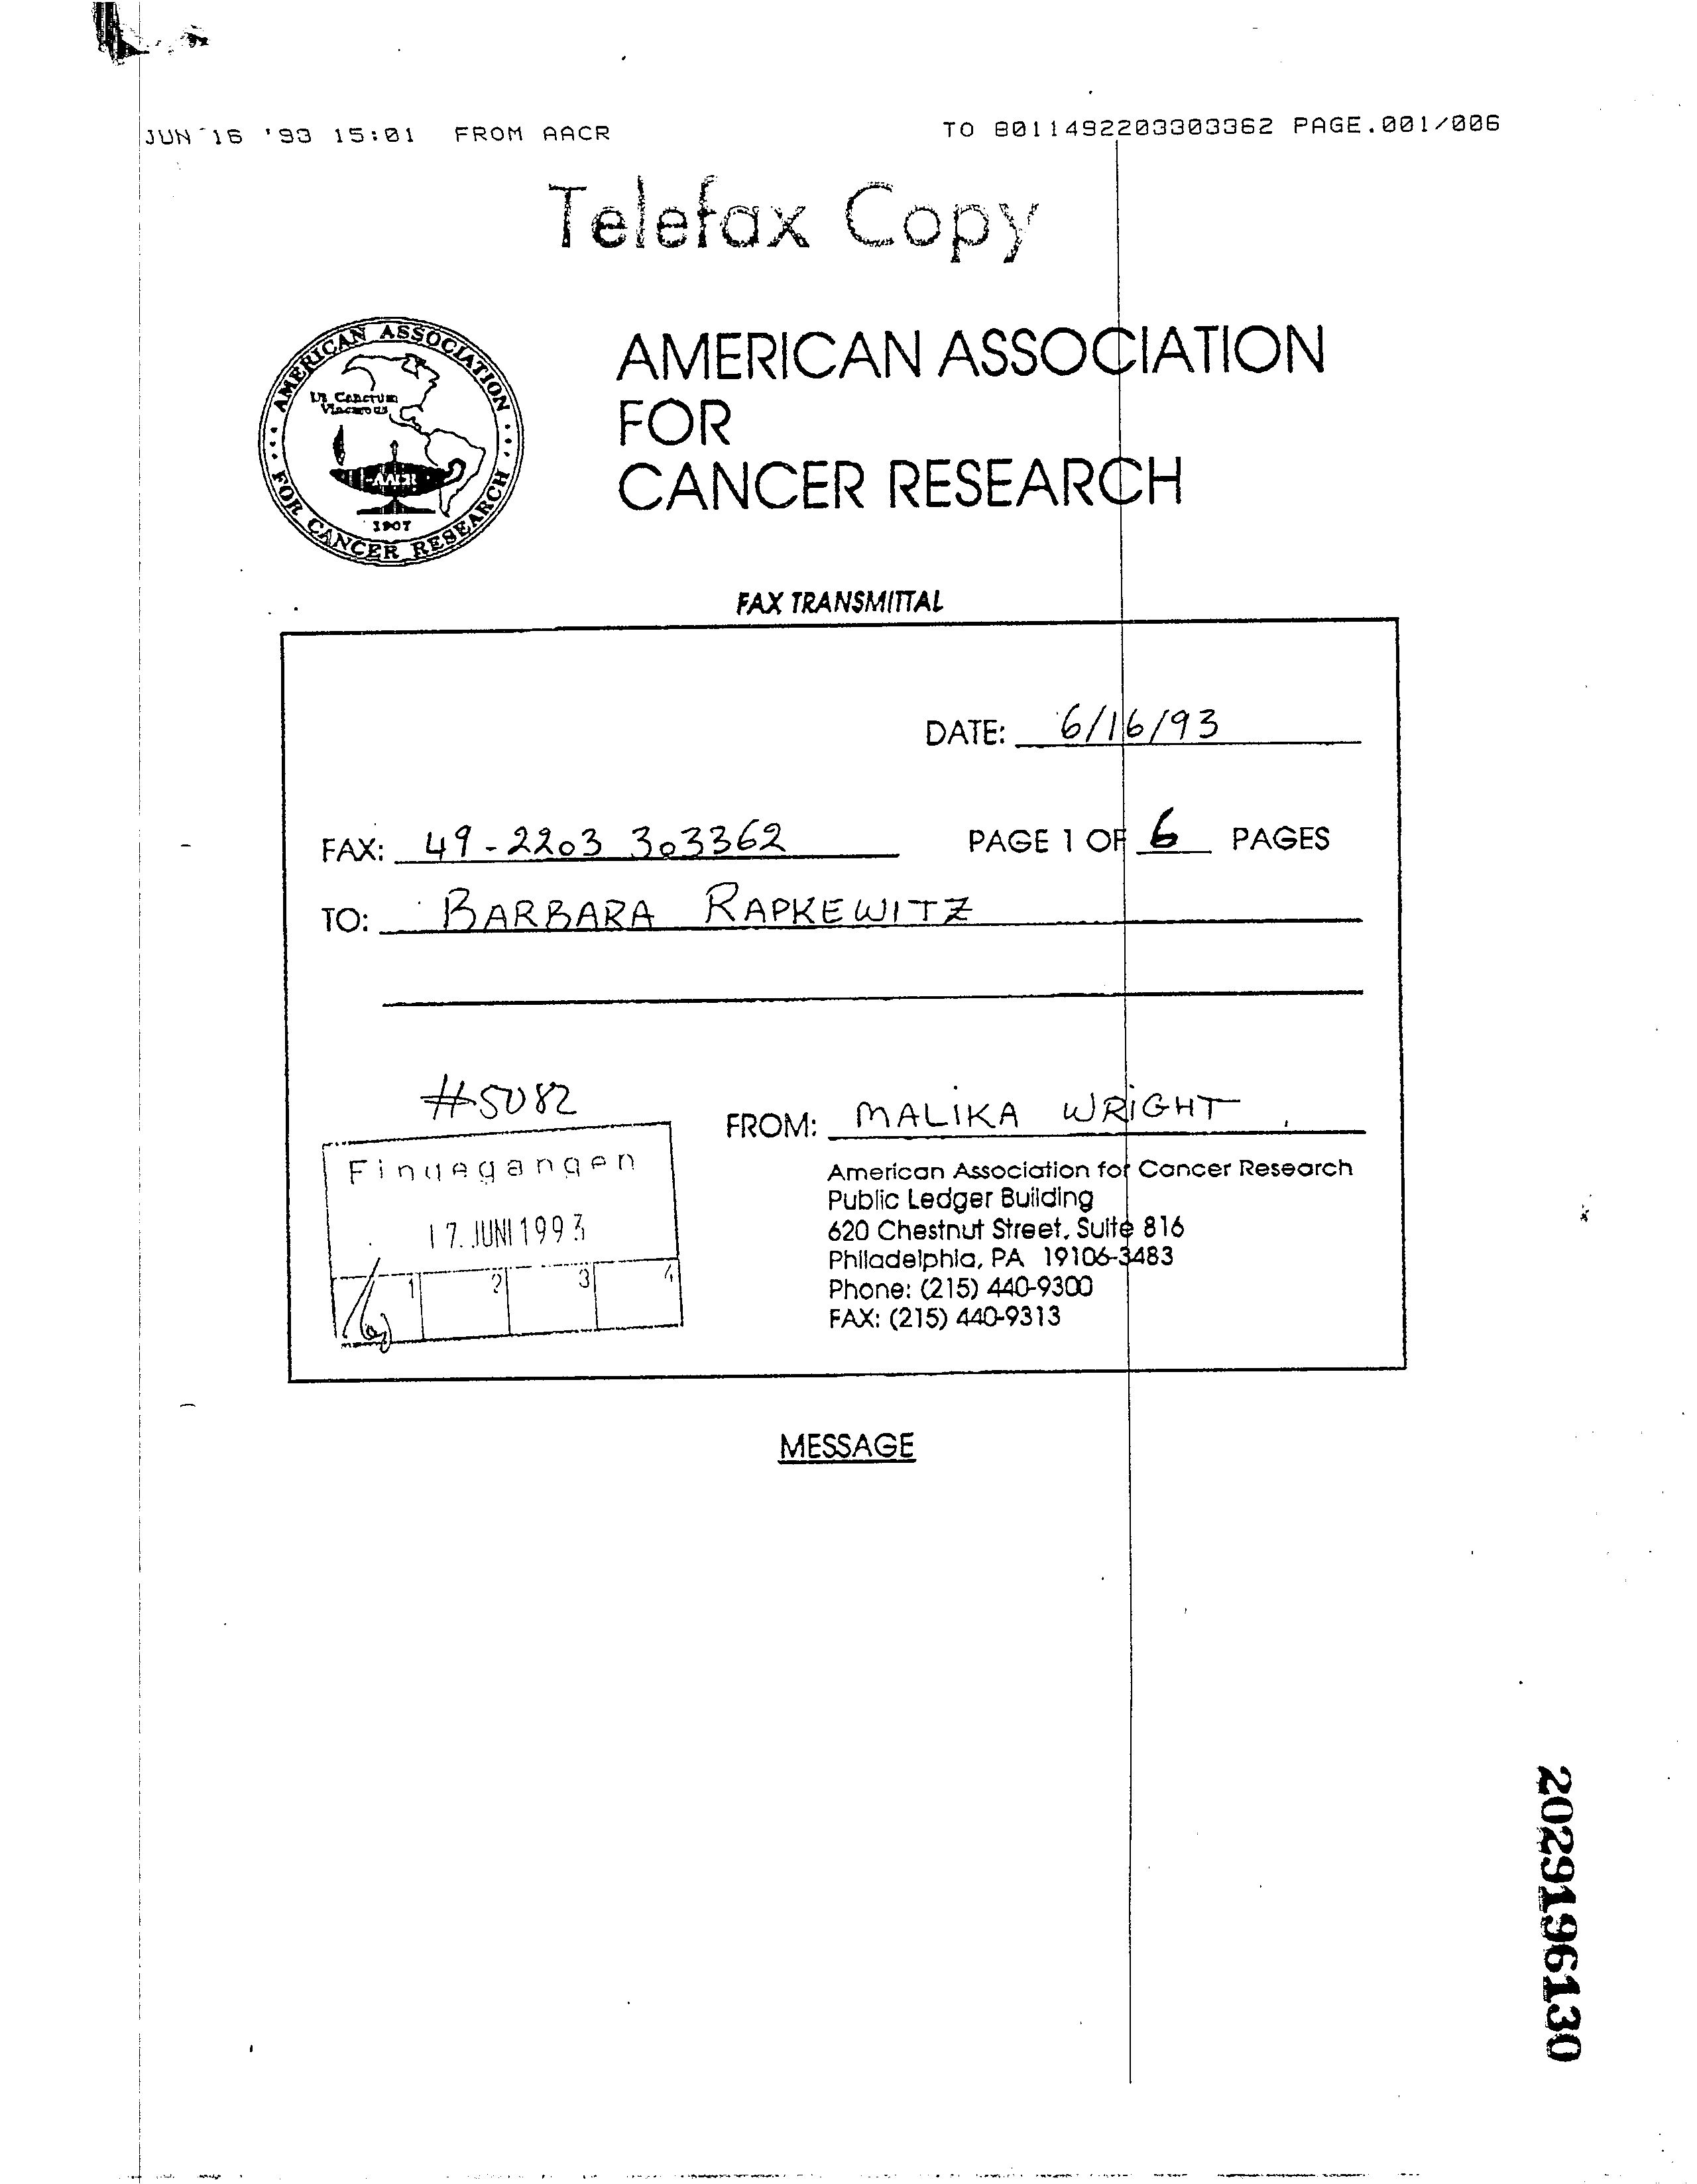 JUN 16 '93 15:01 FROM AACR TO 8011492203303362 PAGE.001/006
Telefax Copy
AMERICAN ASSOCIATION
FOR CANCER RESEARCH
Ut Cancrum
Vincamus
AACR
1907
AMERICAN ASSOCIATION
FOR
CANCER RESEARCH
FAX TRANSMITTAL
DATE: 6/16/93
FAX: 49-2203 303362 PAGE 1 OF 6 PAGES
TO: BARBARA RAPKEWITZ
#5082
FROM: MALIKA WRIGHT
Eingegangen
17. JUNI 1993
1 2 3 4
American Association for Cancer Research
Public Ledger Building
620 Chestnut Street, Suite 816
Philadelphia, PA 19106-3483
Phone: (215) 440-9300
FAX: (215) 440-9313
MESSAGE
2029196130